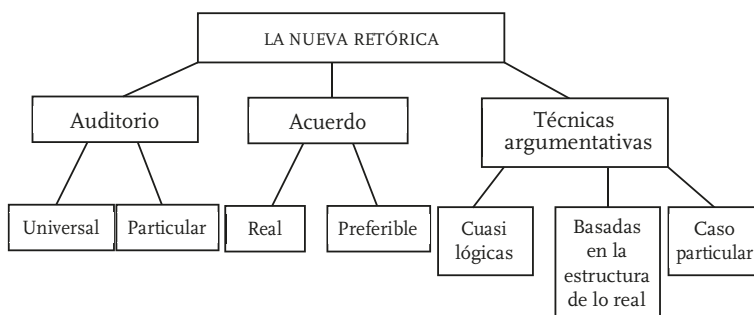 LA NUEVA RETÓRICA
Auditorio
Acuerdo
Técnicas
argumentativas
Universal
Particular
Real
Preferible
Cuasi
lógicas
Basadas
en la
estructura
de lo real
Caso
particular